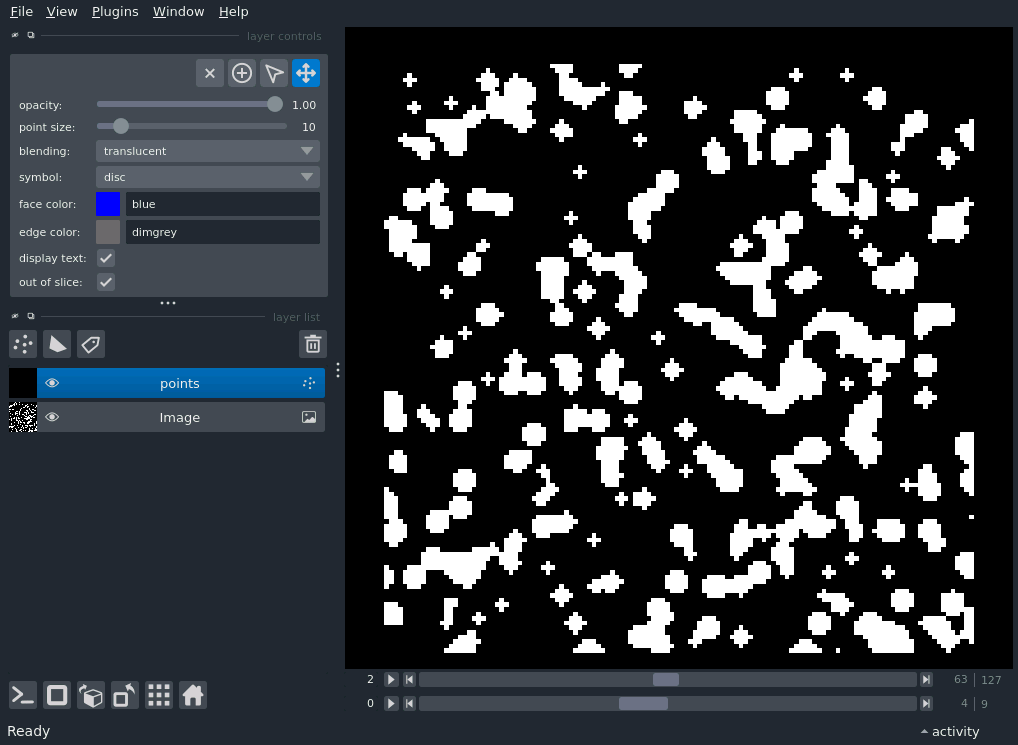 File View Plugins Window Help
layer controls
opacity: 1.00
point size: 10
blending: translucent
symbol: disc
face color: blue
edge color: dimgrey
display text:
out of slice:
layer list
points
Image
2 63 127
0 4 9
Ready activity